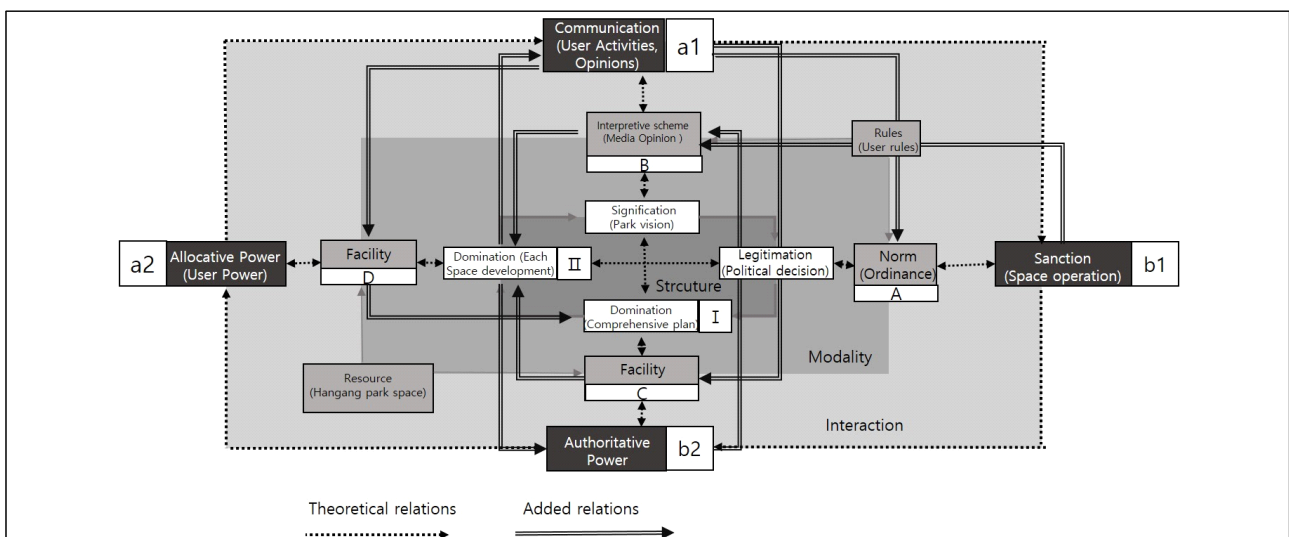 Communication
(User Activities,
Opinions)
a1
Interpretive scheme
(Media Opinion )
B
Rules
(User rules)
Signification
(Park vision)
a2
Allocative Power
(User Power)
Facility
D
Domination (Each
Space development)
Ⅱ
Legitimation
(Political decision)
Norm
(Ordinance)
A
Sanction
(Space operation)
b1
Strcuture
Domination
(Comprehensive plan)
Ⅰ
Modality
Resource
(Hangang park space)
Facility
C
Interaction
Authoritative
Power
b2
Theoretical relations
Added relations